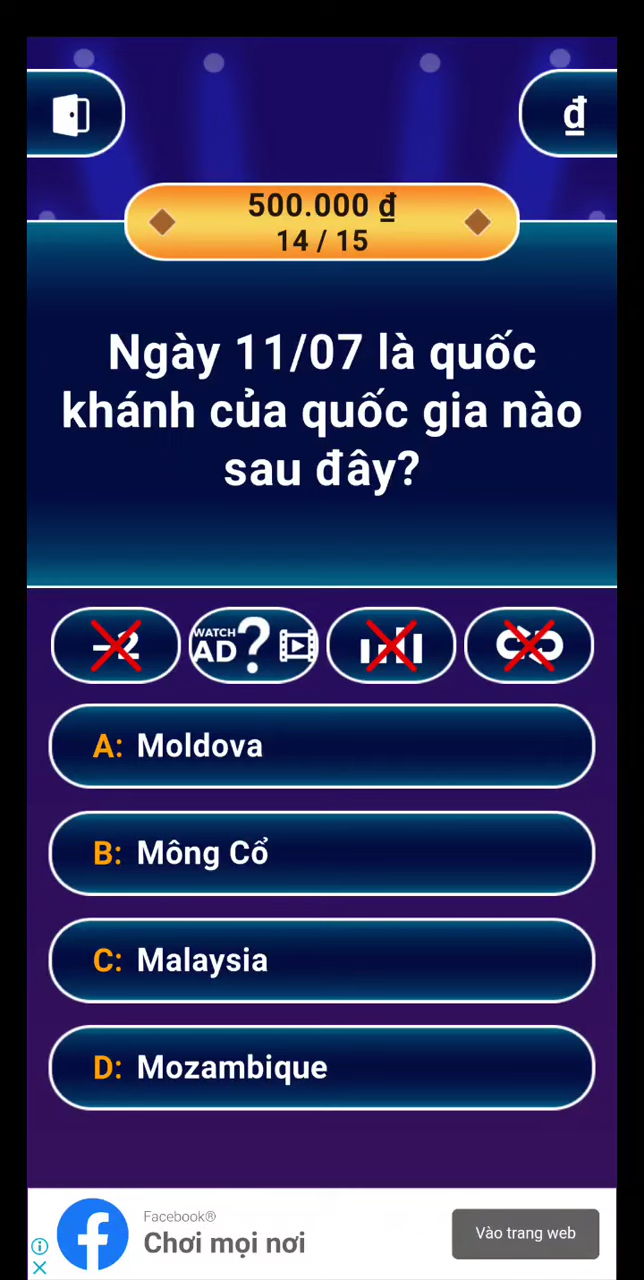 ₫
500.000 ₫
14 / 15
Ngày 11/07 là quốc
khánh của quốc gia nào
sau đây?
-2
WATCH
AD ?
A: Moldova
B: Mông Cổ
C: Malaysia
D: Mozambique
Facebook®
Chơi mọi nơi
Vào trang web